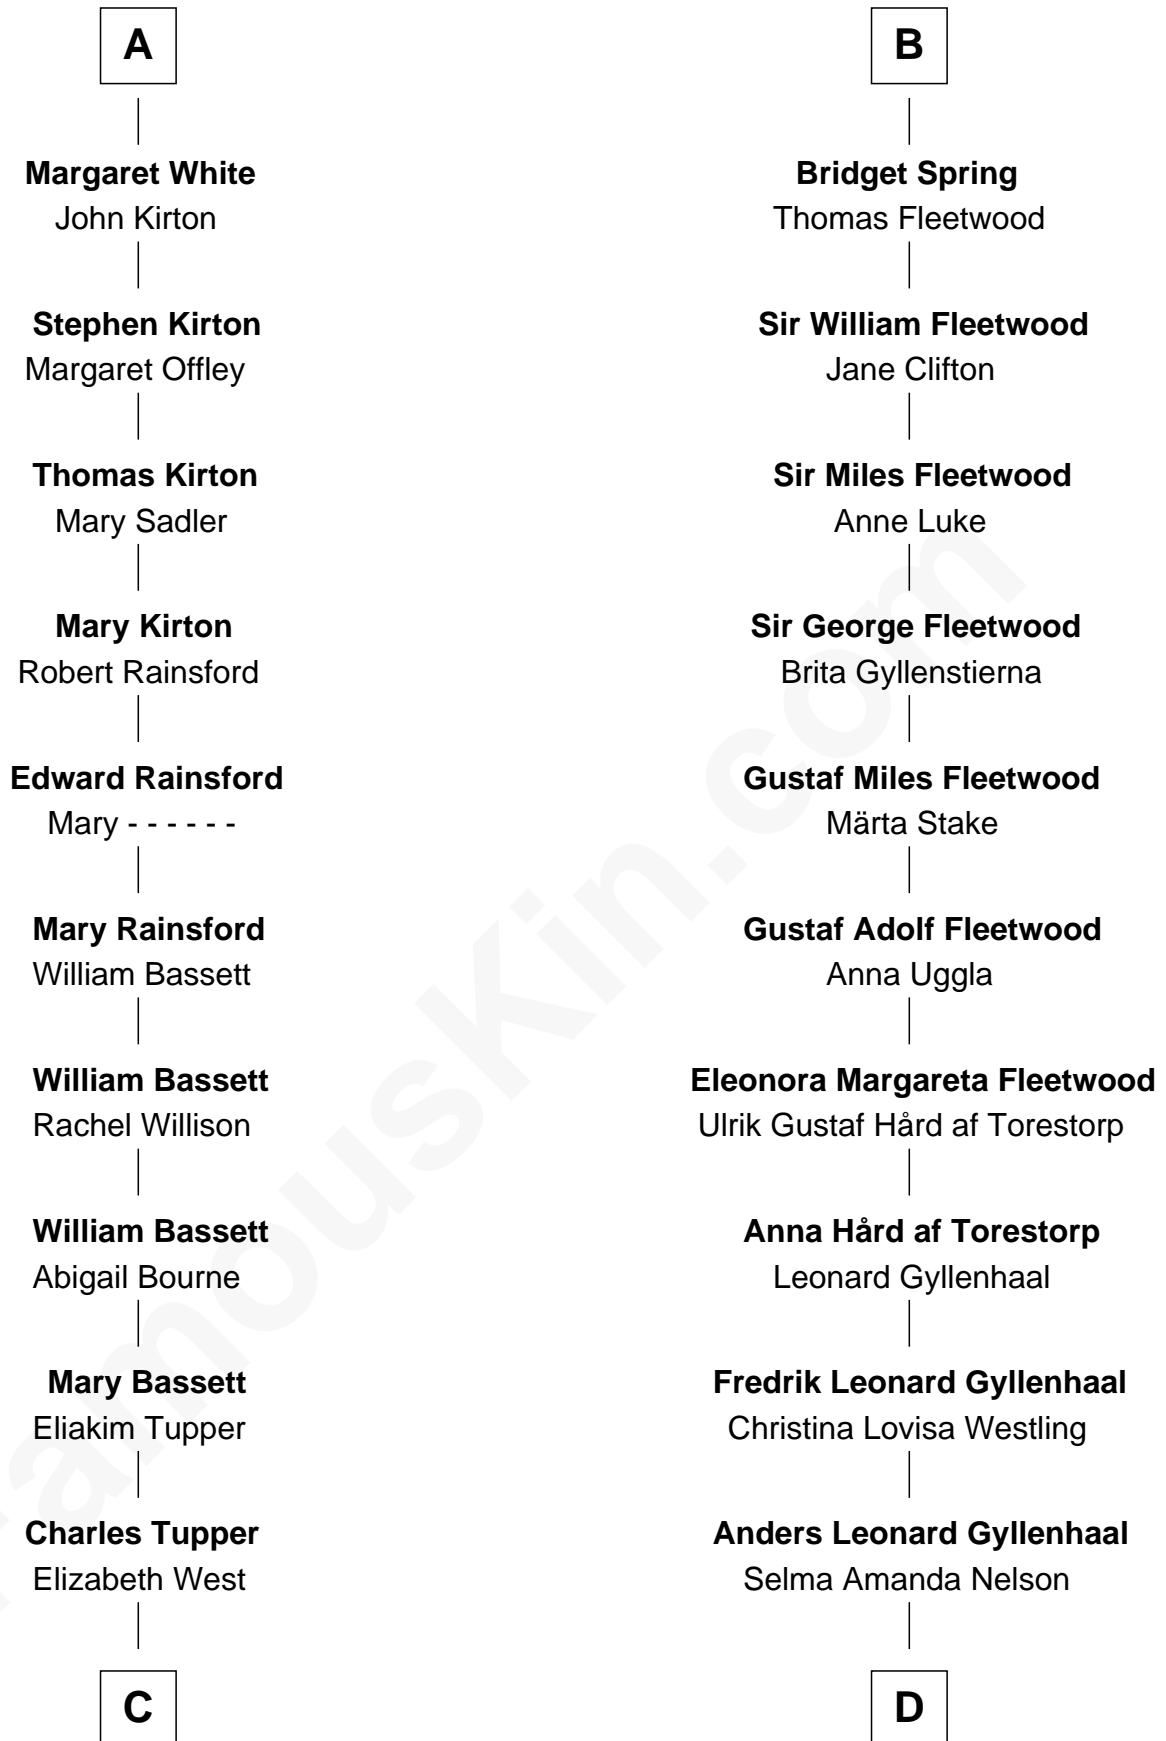 A
Margaret White
John Kirton
Stephen Kirton
Margaret Offley
Thomas Kirton
Mary Sadler
Mary Kirton
Robert Rainsford
Edward Rainsford
Mary - - - - - -
Mary Rainsford
William Bassett
William Bassett
Rachel Willison
William Bassett
Abigail Bourne
Mary Bassett
Eliakim Tupper
Charles Tupper
Elizabeth West
C
B
Bridget Spring
Thomas Fleetwood
Sir William Fleetwood
Jane Clifton
Sir Miles Fleetwood
Anne Luke
Sir George Fleetwood
Brita Gyllenstierna
Gustaf Miles Fleetwood
Märta Stake
Gustaf Adolf Fleetwood
Anna Uggla
Eleonora Margareta Fleetwood
Ulrik Gustaf Hård af Torestorp
Anna Hård af Torestorp
Leonard Gyllenhaal
Fredrik Leonard Gyllenhaal
Christina Lovisa Westling
Anders Leonard Gyllenhaal
Selma Amanda Nelson
D
FamousKin.com